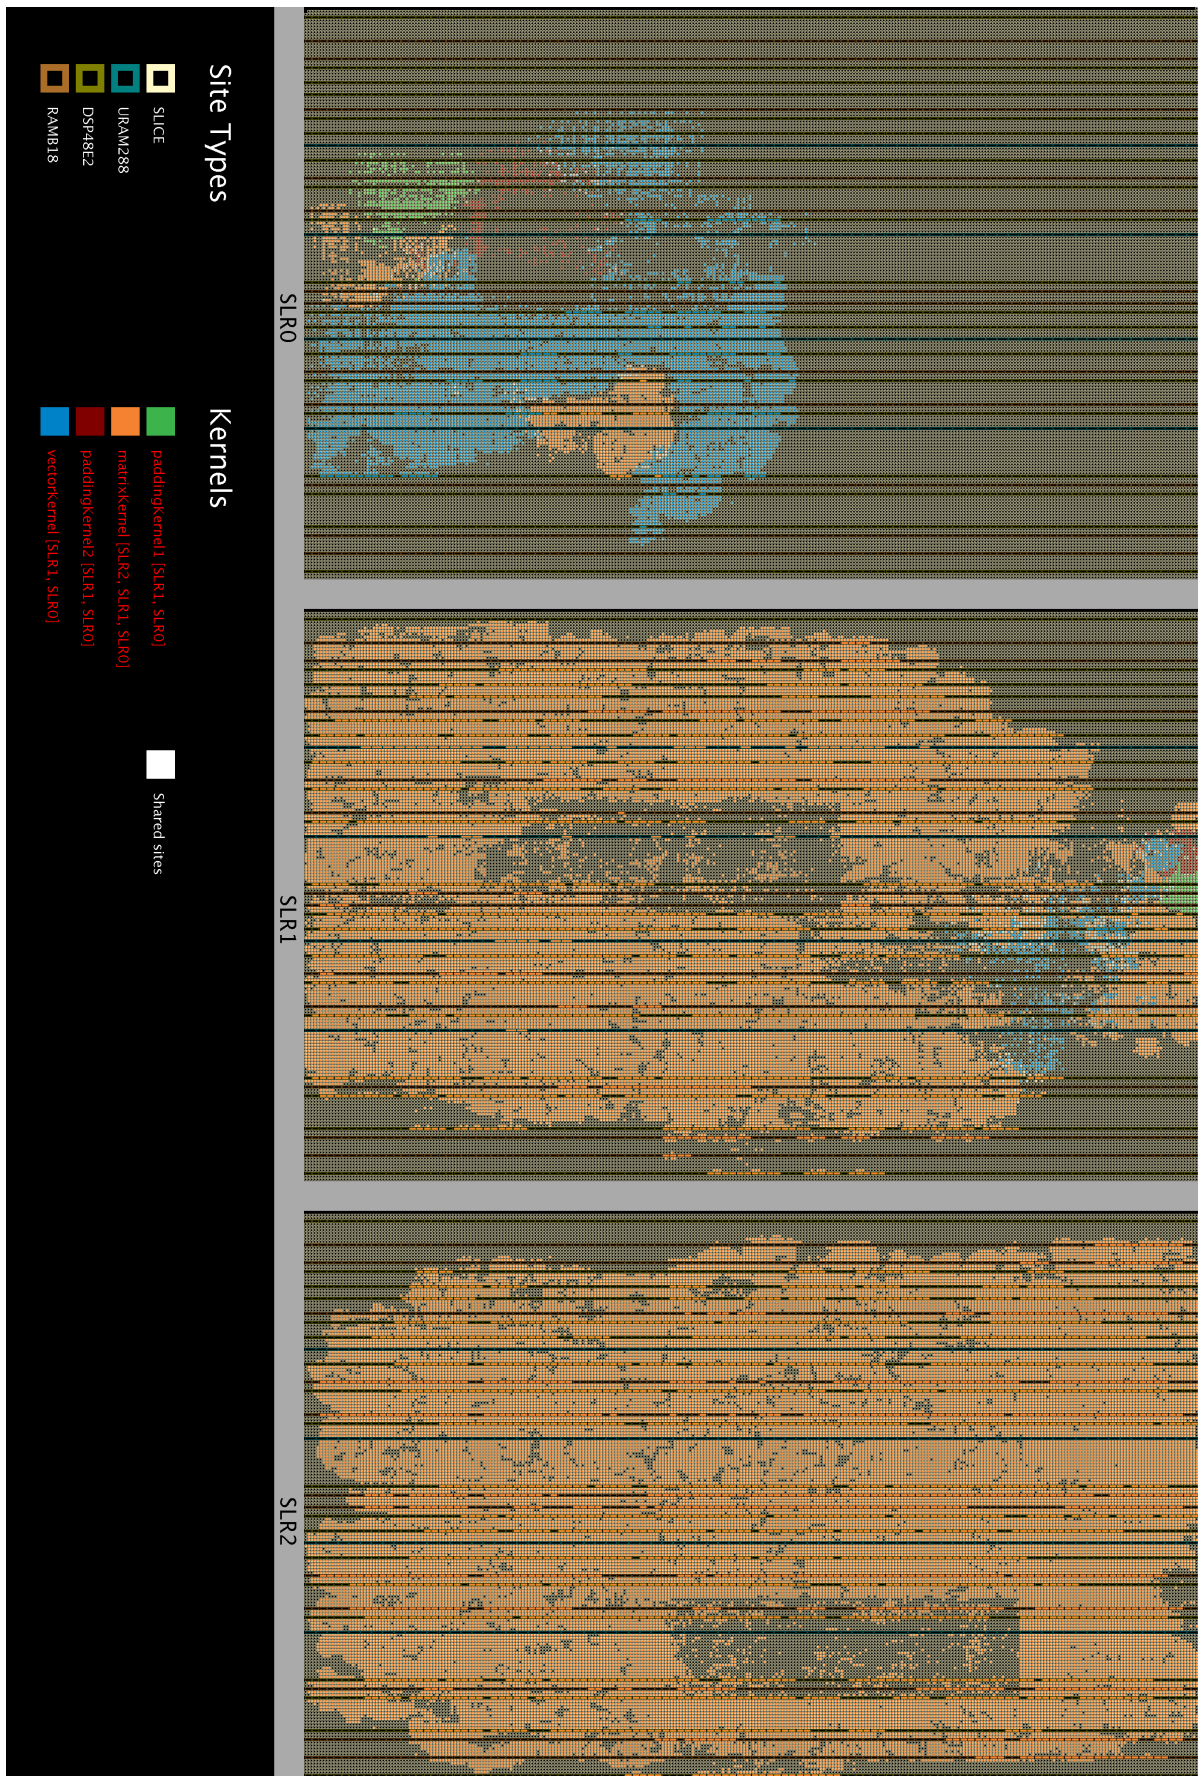 SLR0
SLR1
SLR2
Site Types
SLICE
URAM288
DSP48E2
RAMB18
Kernels
paddingKernel1 [SLR1, SLR0]
matrixKernel [SLR2, SLR1, SLR0]
paddingKernel2 [SLR1, SLR0]
vectorKernel [SLR1, SLR0]
Shared sites